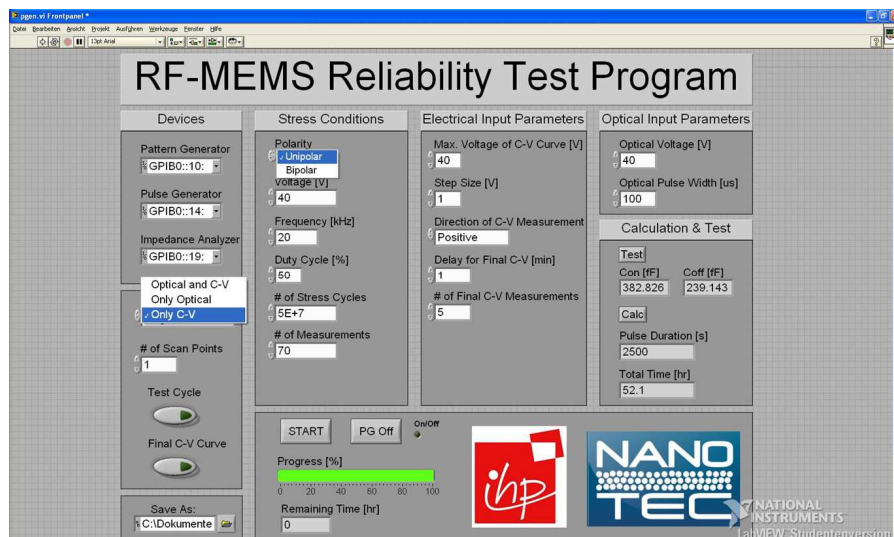 pgen.vi Frontpanel *
Datei Bearbeiten Ansicht Projekt Ausführen Werkzeuge Fenster Hilfe
13pt Arial
RF-MEMS Reliability Test Program
Devices
Pattern Generator
GPIB0::10:
Pulse Generator
GPIB0::14:
Impedance Analyzer
GPIB0::19:
Optical and C-V
Only Optical
✓Only C-V
# of Scan Points
1
Test Cycle
Final C-V Curve
Save As:
C:\Dokumente
Stress Conditions
Polarity
✓Unipolar
Bipolar
Voltage [V]
40
Frequency [kHz]
20
Duty Cycle [%]
50
# of Stress Cycles
5E+7
# of Measurements
70
Electrical Input Parameters
Max. Voltage of C-V Curve [V]
40
Step Size [V]
1
Direction of C-V Measurement
Positive
Delay for Final C-V [min]
1
# of Final C-V Measurements
5
Optical Input Parameters
Optical Voltage [V]
40
Optical Pulse Width [us]
100
Calculation & Test
Test
Con [fF] Coff [fF]
382.826 239.143
Calc
Pulse Duration [s]
2500
Total Time [hr]
52.1
START PG Off On/Off
Progress [%]
0 20 40 60 80 100
Remaining Time [hr]
0
ihp
NANO
TEC
NATIONAL
INSTRUMENTS
LabVIEW Studentenversion